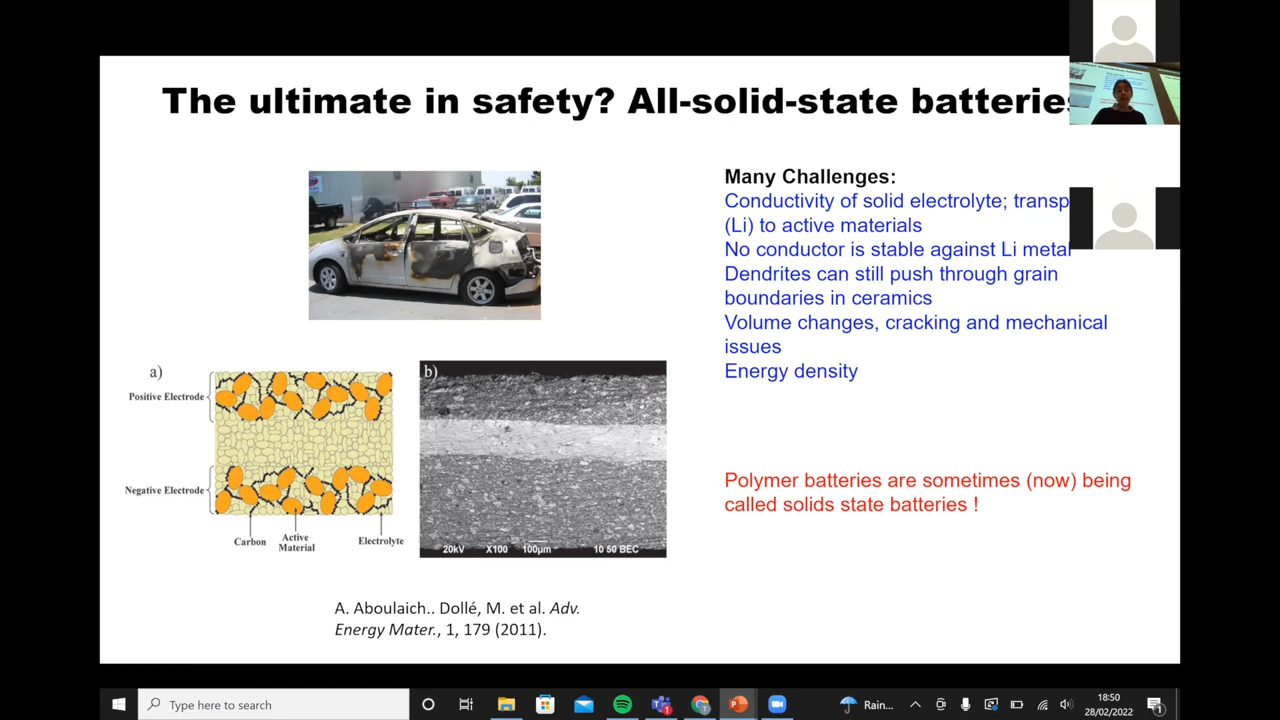 The ultimate in safety? All-solid-state batteries
Many Challenges:
Conductivity of solid electrolyte; transp
(Li) to active materials
No conductor is stable against Li metal
Dendrites can still push through grain
boundaries in ceramics
Volume changes, cracking and mechanical
issues
Energy density
Polymer batteries are sometimes (now) being
called solids state batteries !
a)
Positive Electrode
Negative Electrode
Carbon
Active
Material
Electrolyte
b)
20kV X100 100µm 10 50 BEC
A. Aboulaich.. Dollé, M. et al. Adv.
Energy Mater., 1, 179 (2011).
Type here to search
Rain...
18:50
28/02/2022